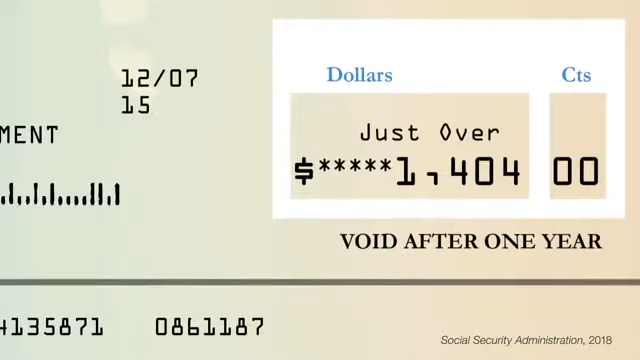 Dollars Cts
12/07
15
Just Over
MENT
$*****1,404 00
VOID AFTER ONE YEAR
4135871 0861187
Social Security Administration, 2018